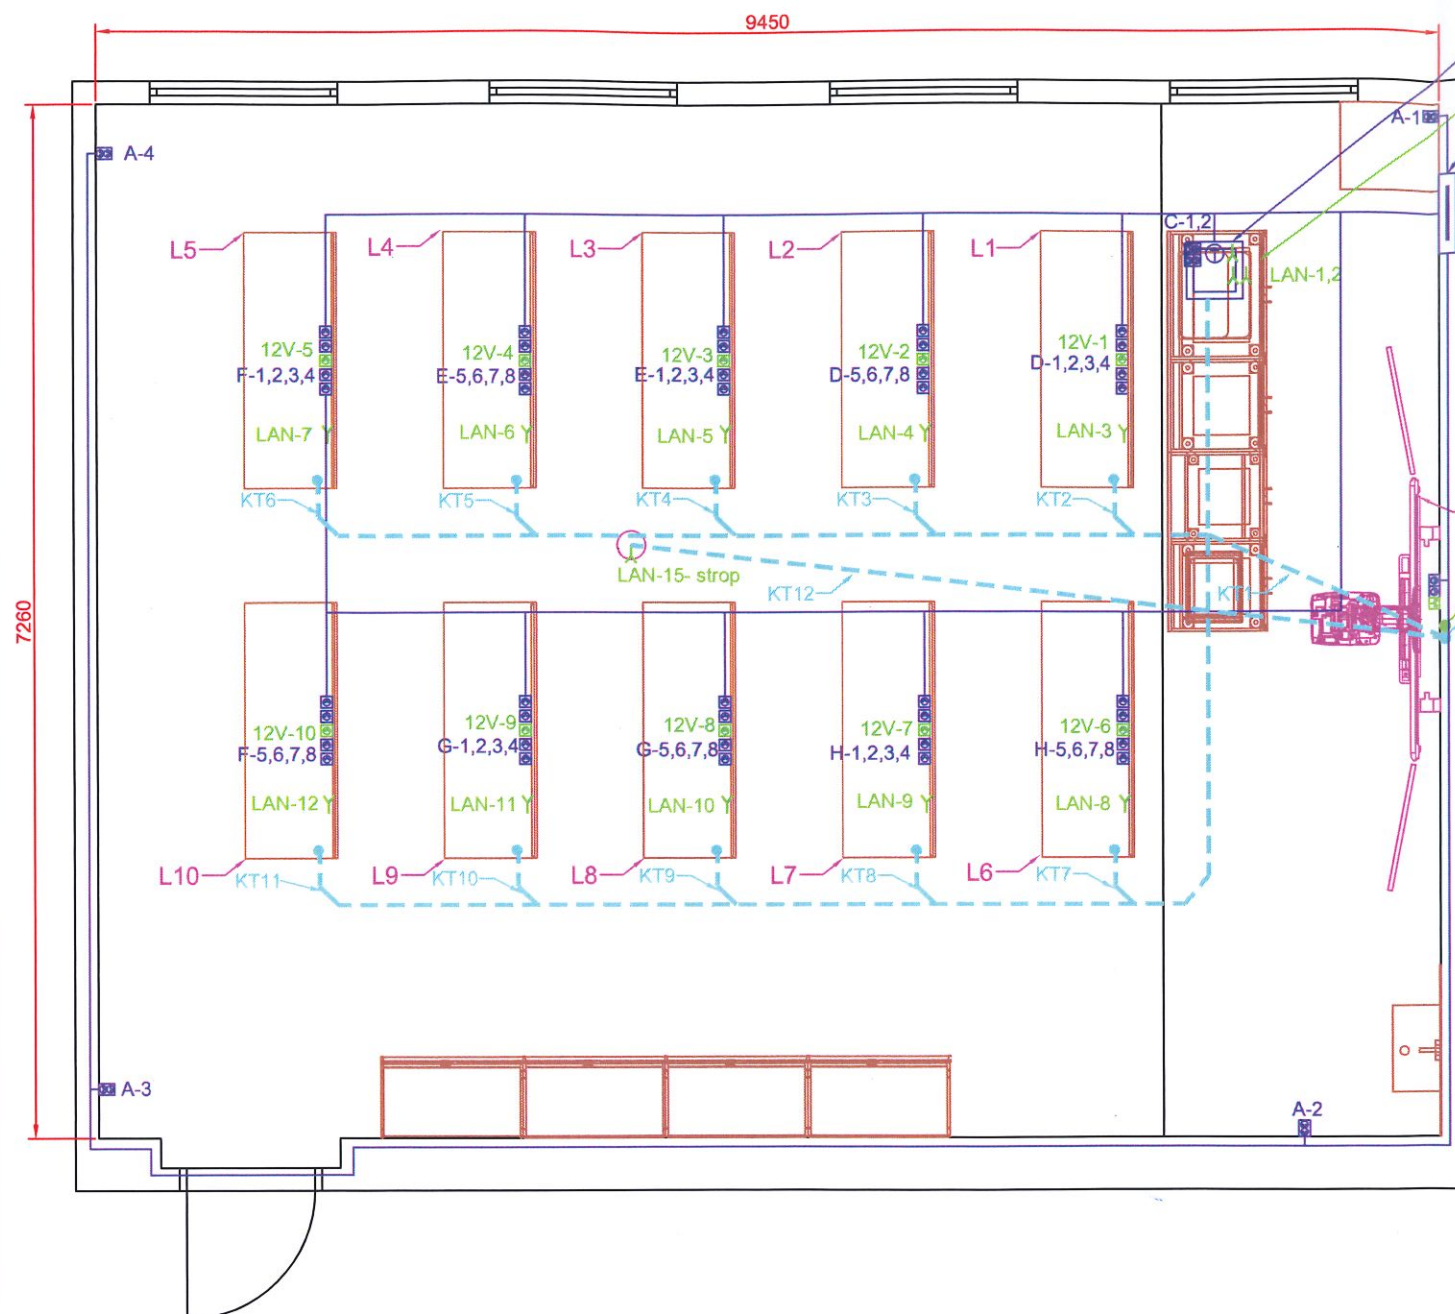 9450
A-1
A-4
C-1,2
L5
L4
L3
L2
L1
LAN-1,2
12V-5
12V-4
12V-3
12V-2
12V-1
F-1,2,3,4
E-5,6,7,8
E-1,2,3,4
D-5,6,7,8
D-1,2,3,4
LAN-7
LAN-6
LAN-5
LAN-4
LAN-3
KT6
KT5
KT4
KT3
KT2
LAN-15- strop
KT12
KT1
7260
12V-10
12V-9
12V-8
12V-7
12V-6
F-5,6,7,8
G-1,2,3,4
G-5,6,7,8
H-1,2,3,4
H-5,6,7,8
LAN-12
LAN-11
LAN-10
LAN-9
LAN-8
L10
KT11
L9
KT10
L8
KT9
L7
KT8
L6
KT7
A-3
A-2